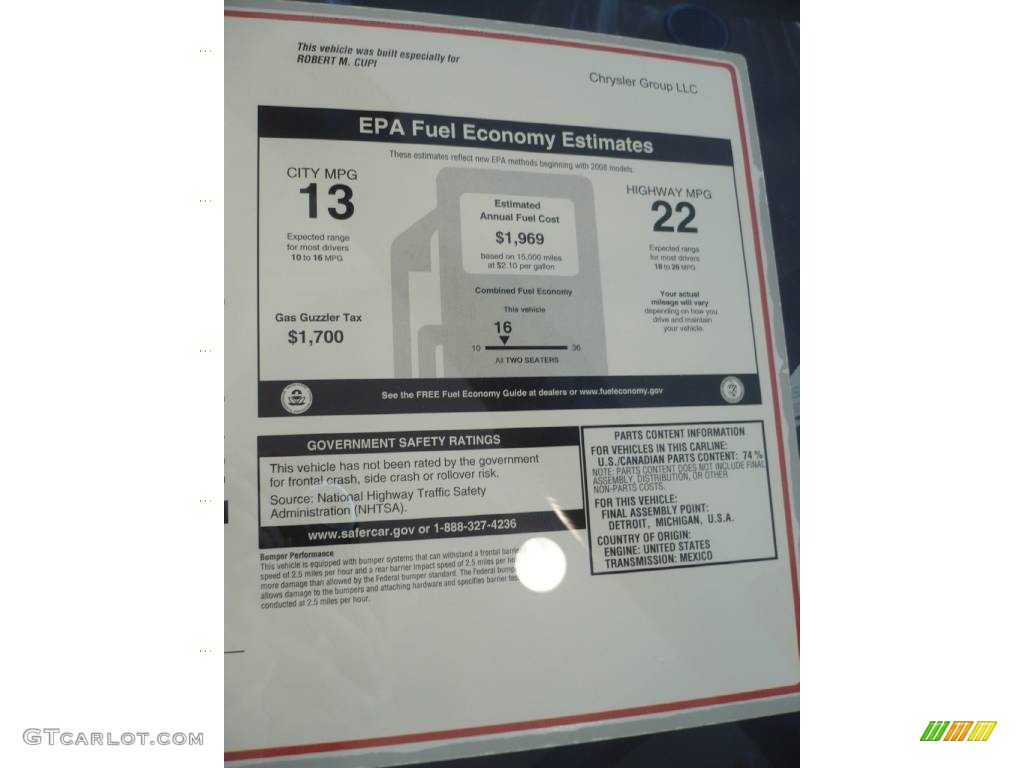 This vehicle was built especially for
ROBERT M. CUPI
Chrysler Group LLC
EPA Fuel Economy Estimates
These estimates reflect new EPA methods beginning with 2008 models.
CITY MPG
13
Expected range
for most drivers
10 to 16 MPG
Gas Guzzler Tax
$1,700
Estimated
Annual Fuel Cost
$1,969
based on 15,000 miles
at $2.10 per gallon
Combined Fuel Economy
This vehicle
16
10 36
All TWO SEATERS
HIGHWAY MPG
22
Expected range
for most drivers
18 to 26 MPG
Your actual
mileage will vary
depending on how you
drive and maintain
your vehicle.
See the FREE Fuel Economy Guide at dealers or www.fueleconomy.gov
GOVERNMENT SAFETY RATINGS
This vehicle has not been rated by the government
for frontal crash, side crash or rollover risk.
Source: National Highway Traffic Safety
Administration (NHTSA).
www.safercar.gov or 1-888-327-4236
Bumper Performance
This vehicle is equipped with bumper systems that can withstand a frontal barrier
speed of 2.5 miles per hour and a rear barrier impact speed of 2.5 miles per
more damage than allowed by the Federal bumper standard. The Federal
allows damage to the bumpers and attaching hardware and specifies barrier
conducted at 2.5 miles per hour.
PARTS CONTENT INFORMATION
FOR VEHICLES IN THIS CARLINE:
U.S./CANADIAN PARTS CONTENT: 74 %
NOTE: PARTS CONTENT DOES NOT INCLUDE FINAL
ASSEMBLY, DISTRIBUTION, OR OTHER
NON-PARTS COSTS.
FOR THIS VEHICLE:
FINAL ASSEMBLY POINT:
DETROIT, MICHIGAN, U.S.A.
COUNTRY OF ORIGIN:
ENGINE: UNITED STATES
TRANSMISSION: MEXICO
GTCARLOT.COM